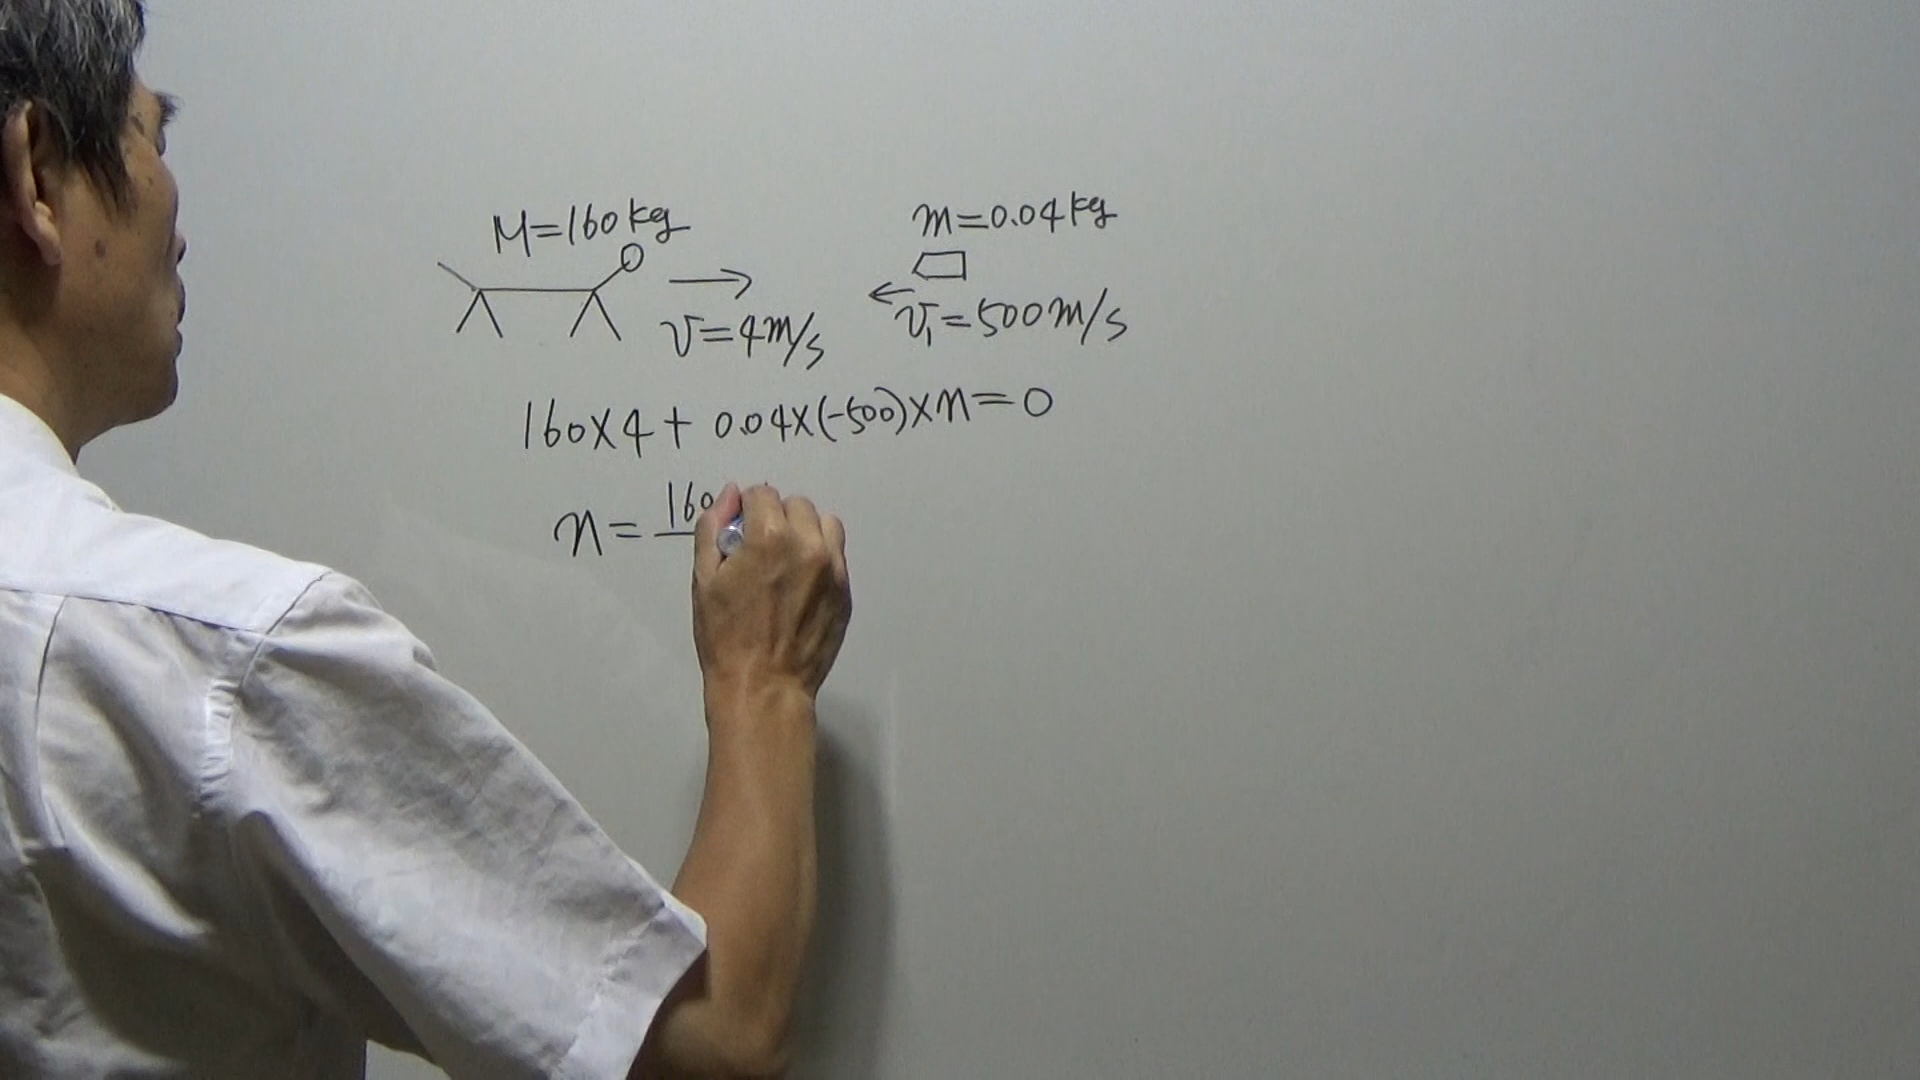 M=160kg
m=0.04kg
v=4m/s
v₁=500m/s
160×4+0.04×(-500)×n=0
n=160